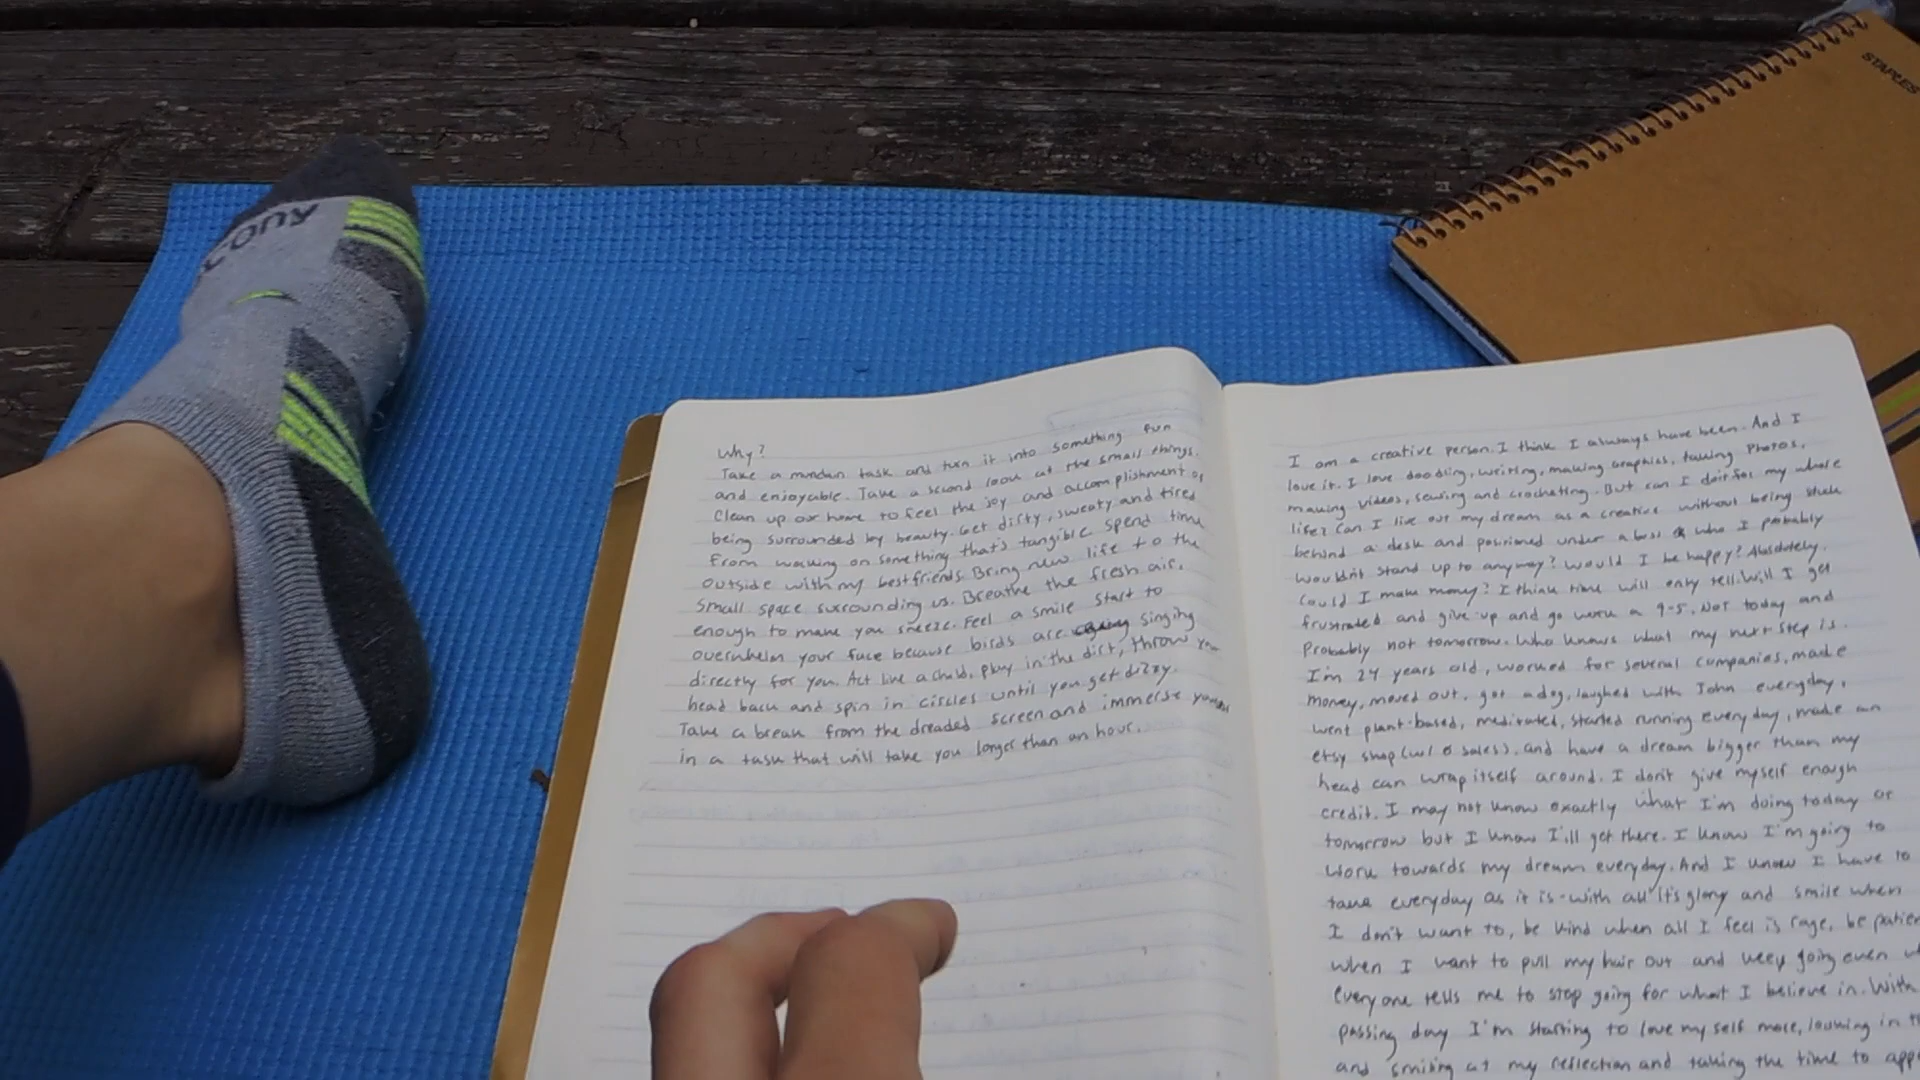 cony
STAPLES
Why?
Take a mundain task and turn it into something fun
and enjoyable. Take a second look at the small things.
Clean up our home to feel the joy and accomplishment of
being surrounded by beauty. Get dirty, sweaty and tired
from working on something that's tangible. Spend time
outside with my bestfriends. Bring new life to the
small space surrounding us. Breathe the fresh air.
enough to make you sneeze. Feel a smile start to
overwhelm your face because birds are singing
directly for you. Act like a child, play in the dirt, throw your
head back and spin in circles until you get dizzy.
Take a break from the dreaded screen and immerse yourself
in a task that will take you longer than an hour.
I am a creative person. I think I always have been. And I
love it. I love doodling, writing, making graphics, taking photos,
making videos, sewing and crocheting. But can I do it for my whole
life? Can I live out my dream as a creative without being stuck
behind a desk and positioned under a boss who I probably
wouldn't stand up to anyway? Would I be happy? Absolutely.
Could I make money? I think time will only tell. Will I get
frustrated and give up and go work a 9-5. Not today and
Probably not tomorrow. Who knows what my next step is.
I'm 24 years old, worked for several companies, made
money, moved out, got a dog, laughed with John everyday,
went plant-based, meditated, started running everyday, made an
etsy shop (w/ 0 sales), and have a dream bigger than my
head can wrap itself around. I don't give myself enough
credit. I may not know exactly what I'm doing today or
tomorrow but I know I'll get there. I know I'm going to
work towards my dream everyday. And I know I have to
take everyday as it is - with all it's glory and smile when
I don't want to, be kind when all I feel is rage, be patien
when I want to pull my hair out and keep going even w
everyone tells me to stop going for what I believe in. With
passing day I'm starting to love my self more, looking in t
and smiling at my reflection and taking the time to app